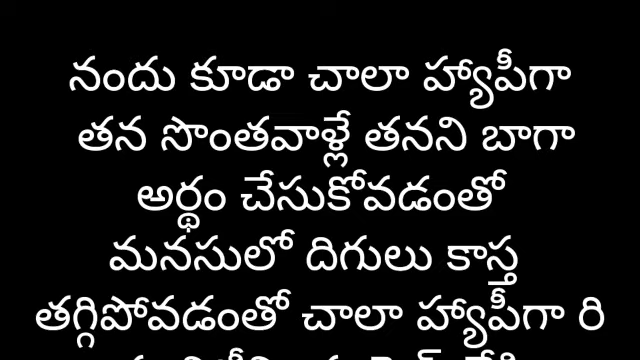 నందు కూడా చాలా హ్యాపీగా
తన సొంతవాళ్లే తనని బాగా
అర్థం చేసుకోవడంతో
మనసులో దిగులు కాస్త
తగ్గిపోవడంతో చాలా హ్యాపీగా రి